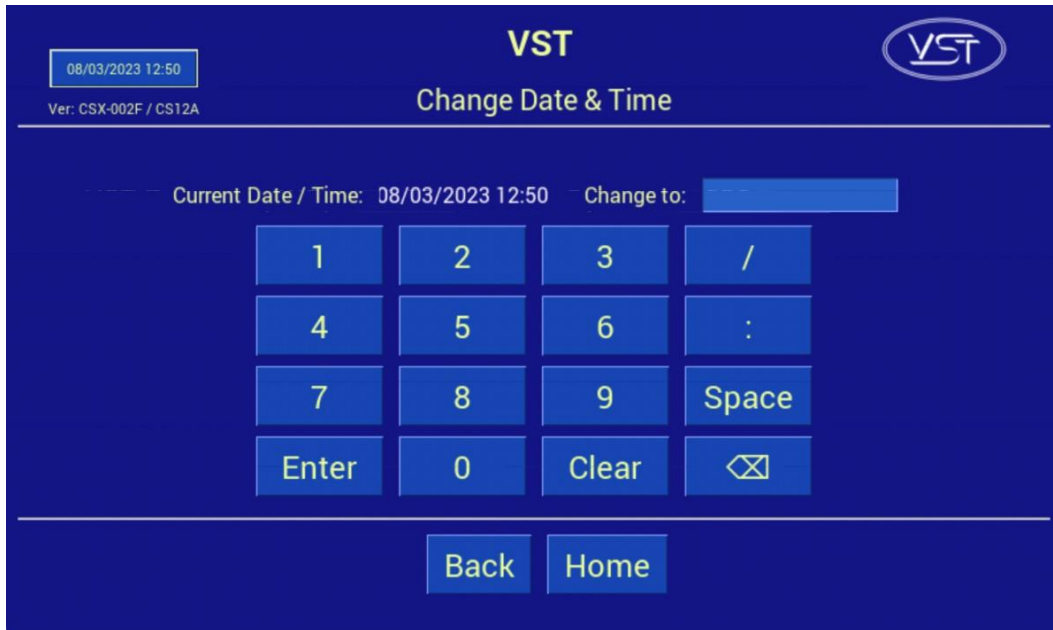 VST
VST
08/03/2023 12:50
Ver: CSX-002F / CS12A
Change Date & Time
Current Date / Time: 08/03/2023 12:50 Change to:
1 2 3 /
4 5 6 :
7 8 9 Space
Enter 0 Clear ⌫
Back Home